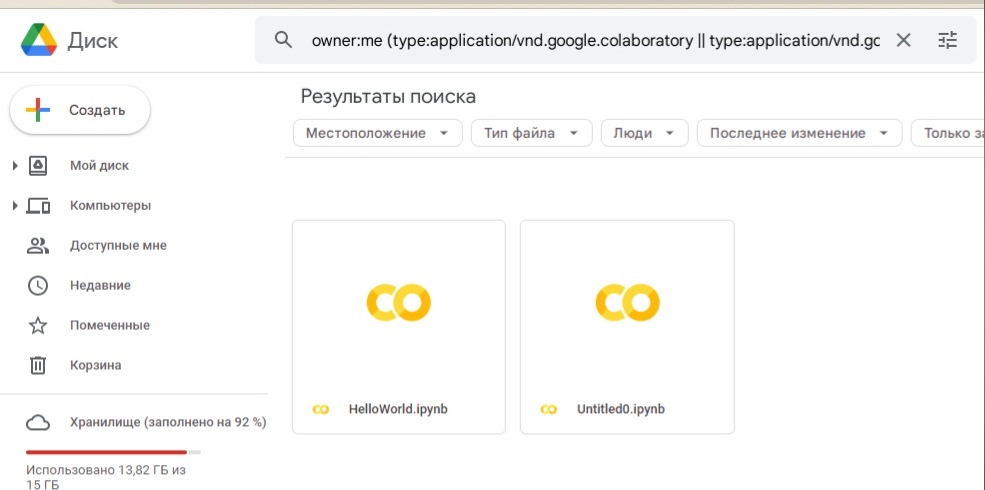 Диск
owner:me (type:application/vnd.google.colaboratory || type:application/vnd.gc
Создать
Результаты поиска
Местоположение
Тип файла
Люди
Последнее изменение
Только за
Мой диск
Компьютеры
Доступные мне
Недавние
Помеченные
Корзина
HelloWorld.ipynb
Untitled0.ipynb
Хранилище (заполнено на 92 %)
Использовано 13,82 ГБ из
15 ГБ